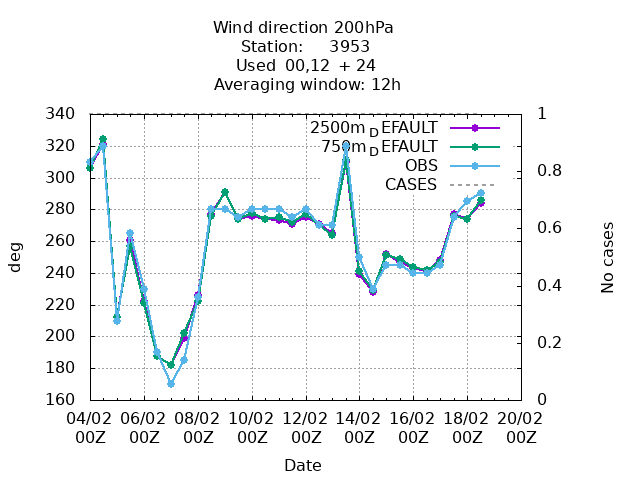 Wind direction 200hPa
Station: 3953
Used 00,12 + 24
Averaging window: 12h
340
320
300
280
260
240
220
200
180
160
deg
1
0.8
0.6
0.4
0.2
0
No cases
2500m_DEFAULT
750m_DEFAULT
OBS
CASES
04/02 06/02 08/02 10/02 12/02 14/02 16/02 18/02 20/02
00Z 00Z 00Z 00Z 00Z 00Z 00Z 00Z 00Z
Date